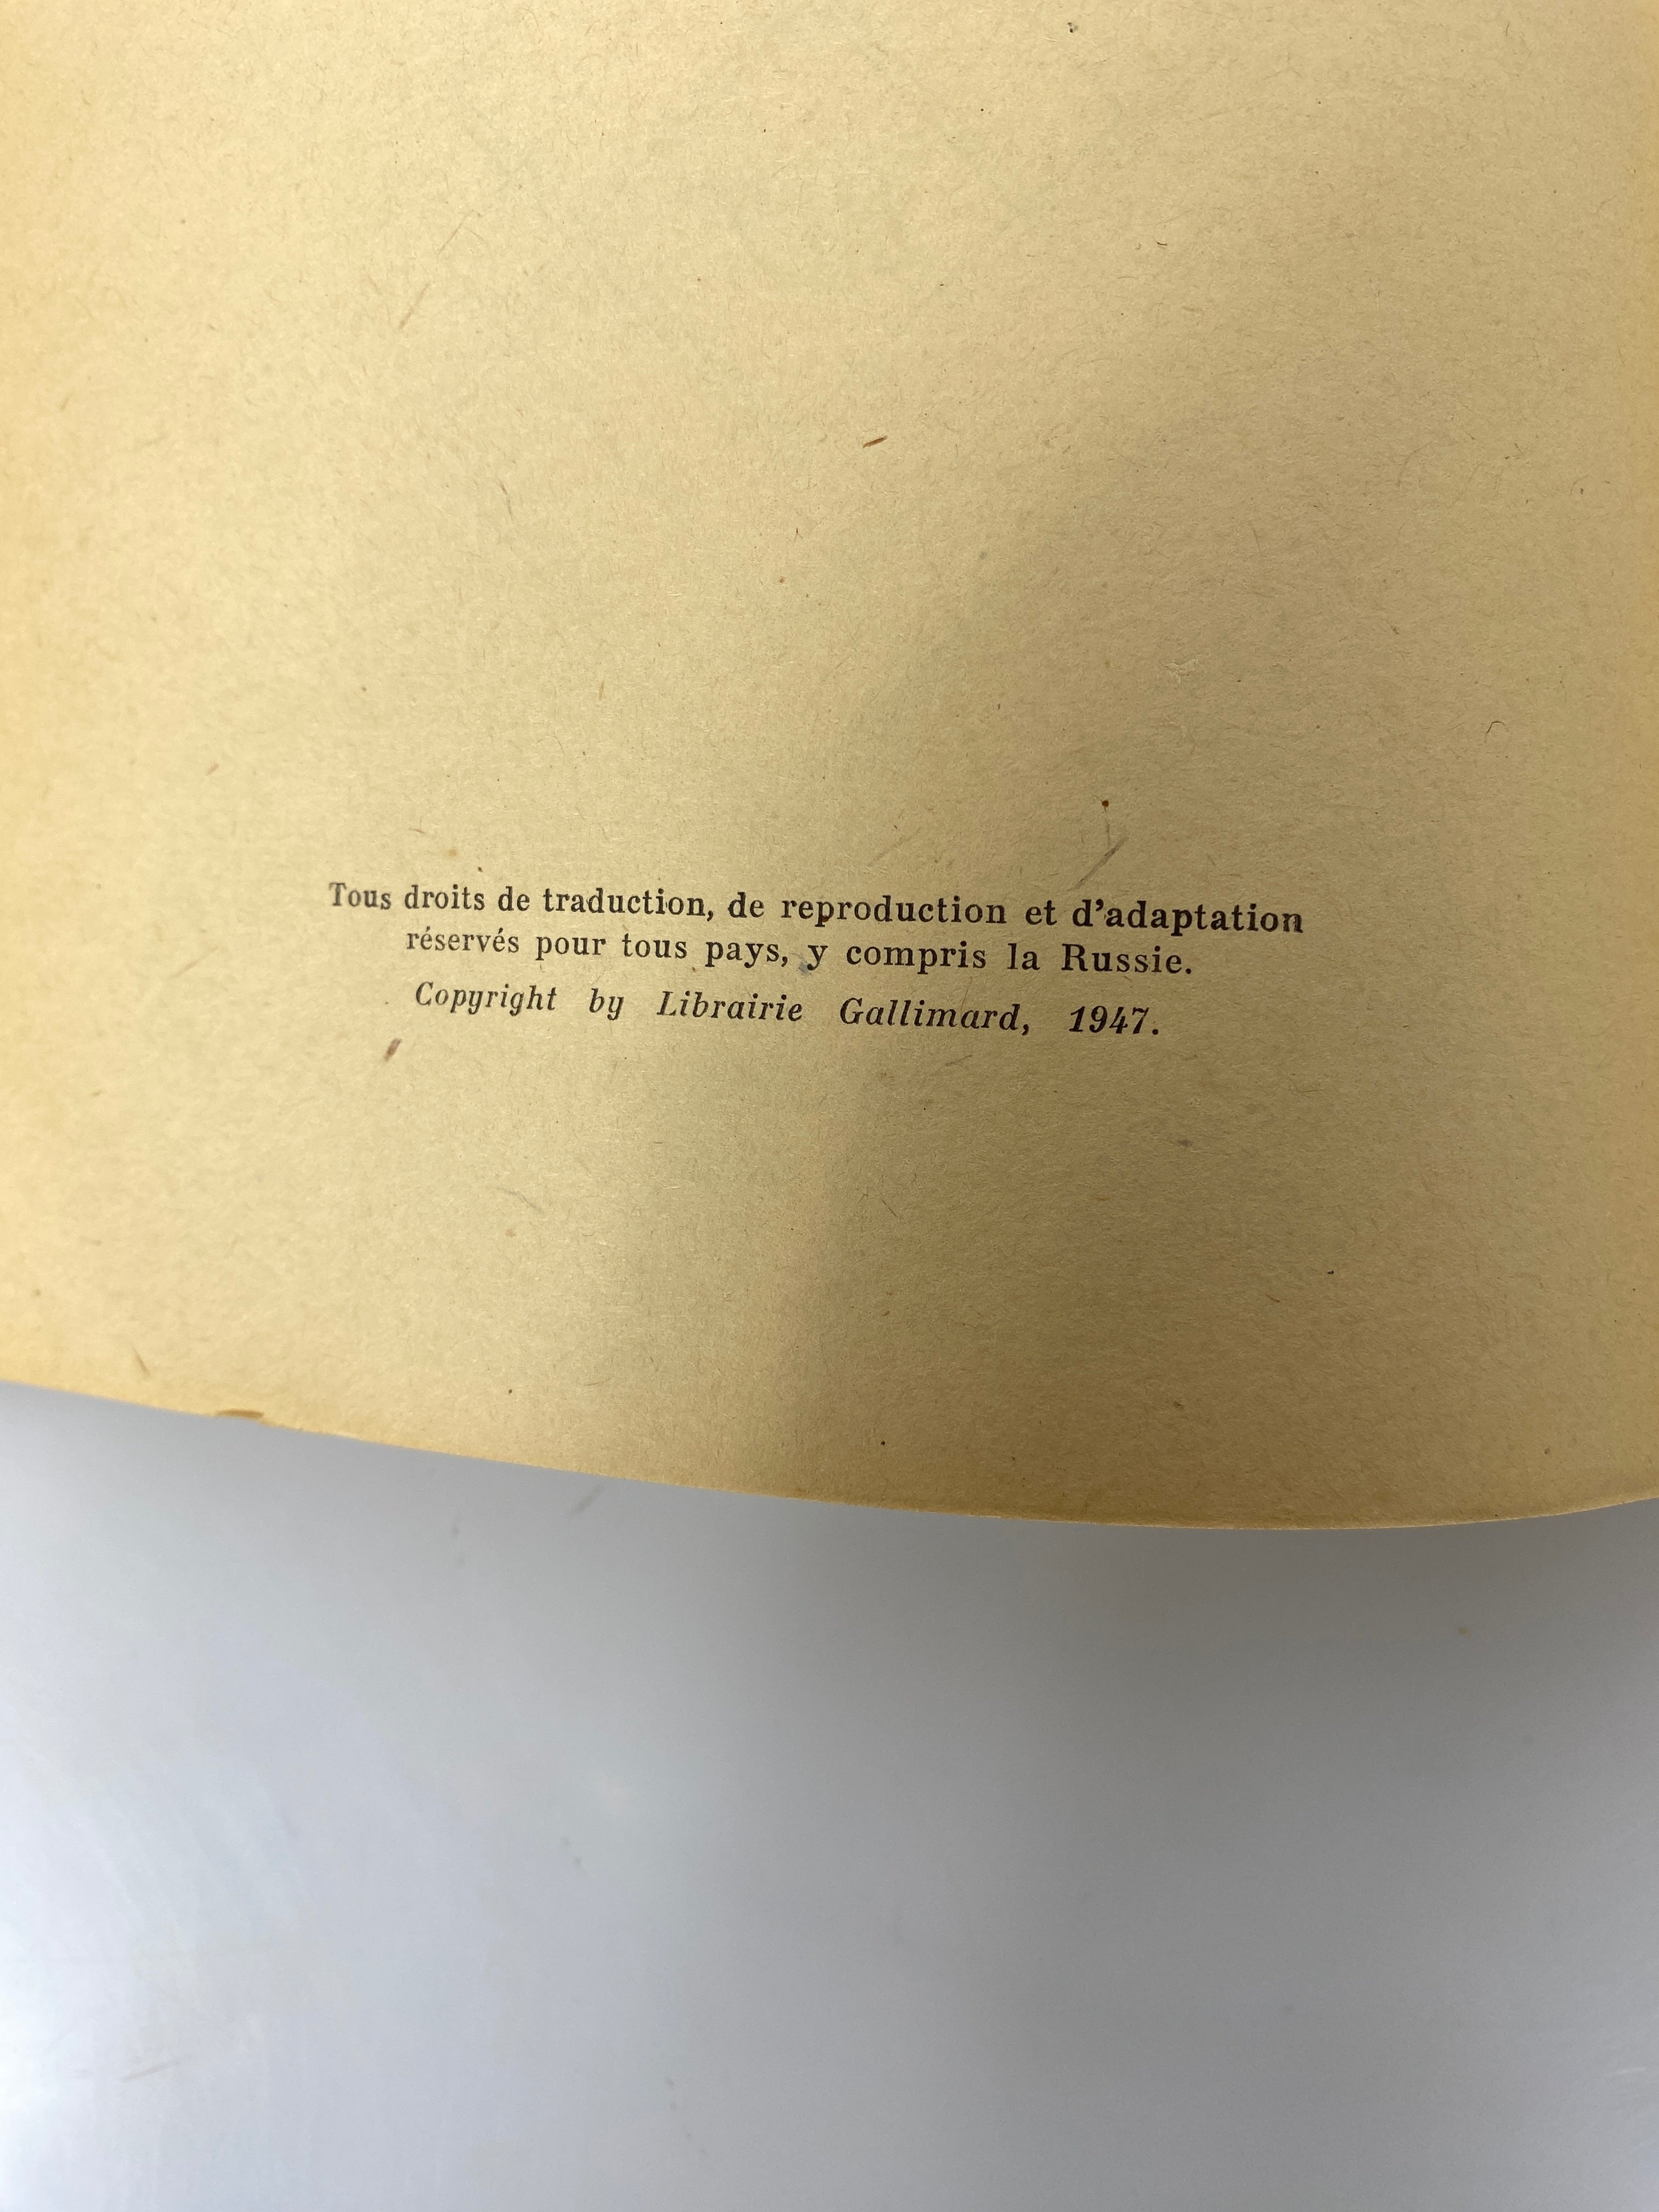 Tous droits de traduction, de reproduction et d'adaptation
réservés pour tous pays, y compris la Russie.
Copyright by Librairie Gallimard, 1947.